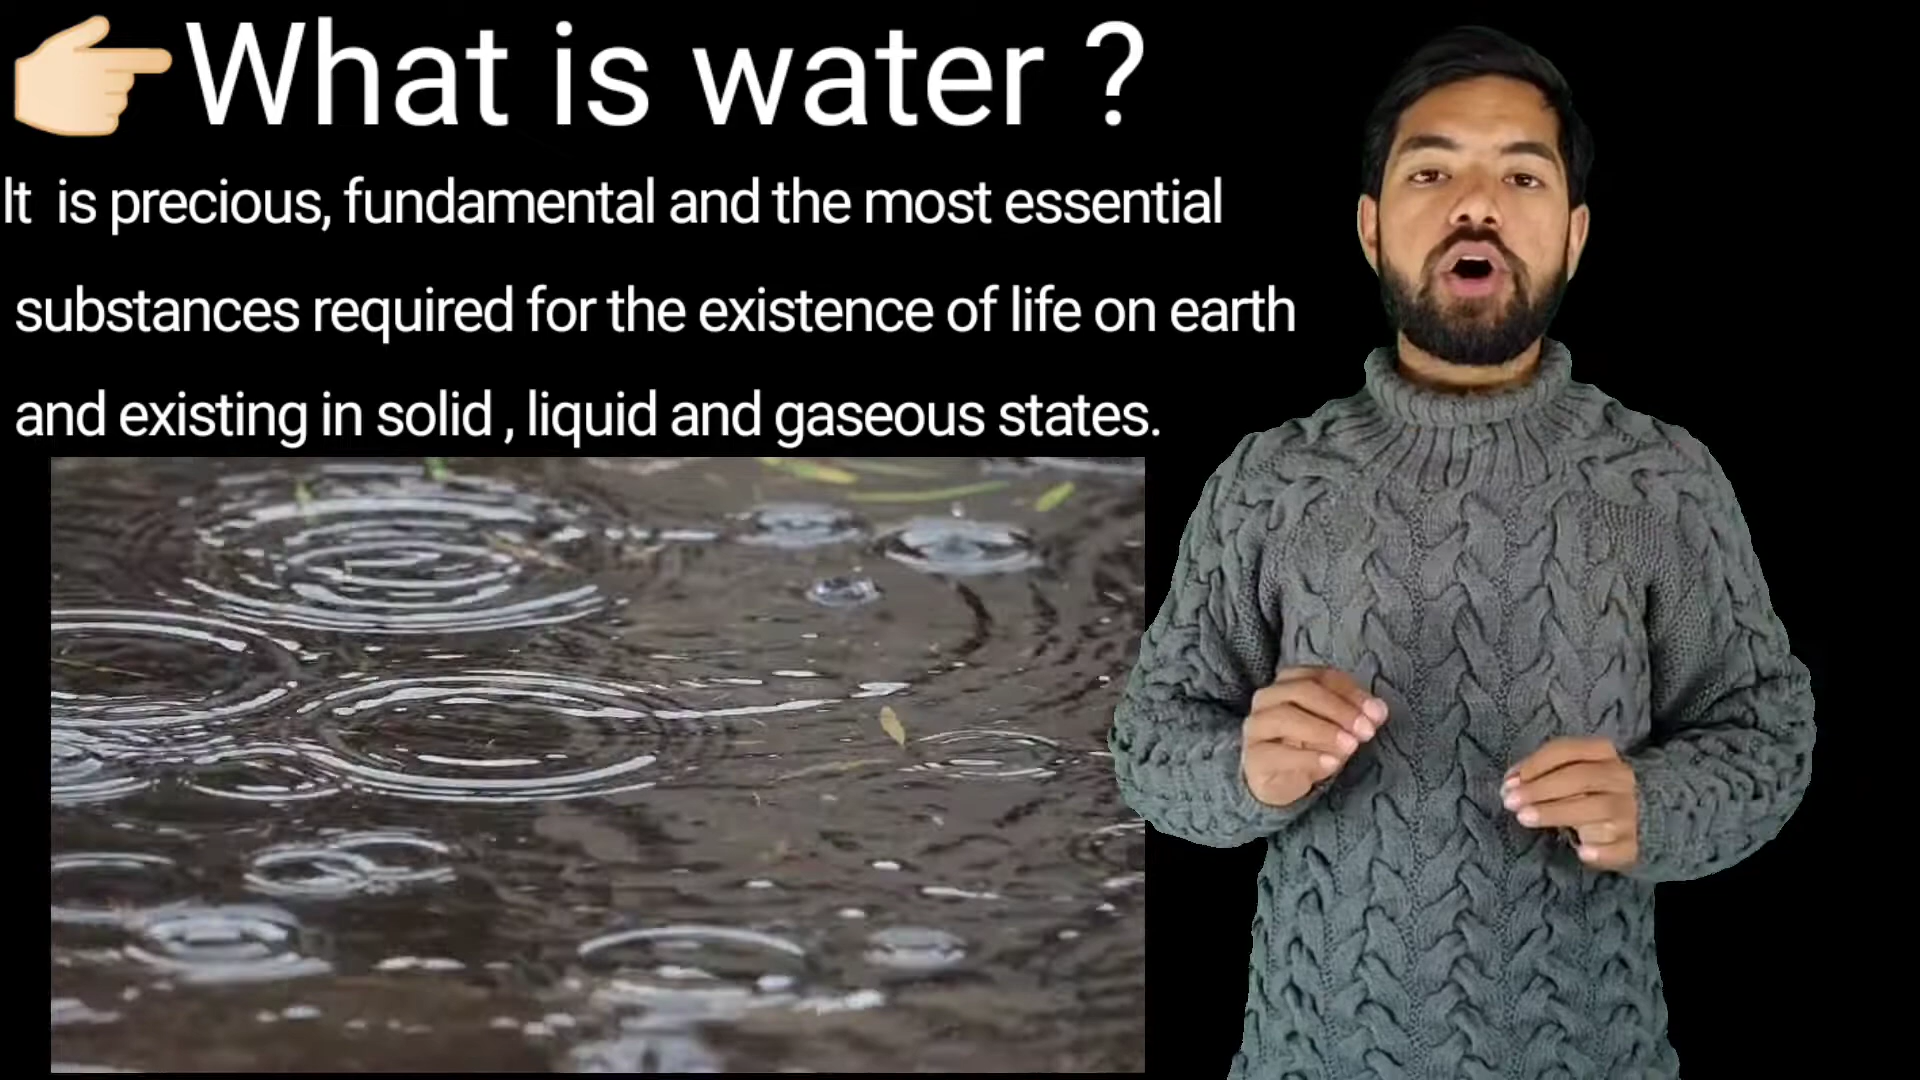 What is water ?
It is precious, fundamental and the most essential
substances required for the existence of life on earth
and existing in solid , liquid and gaseous states.